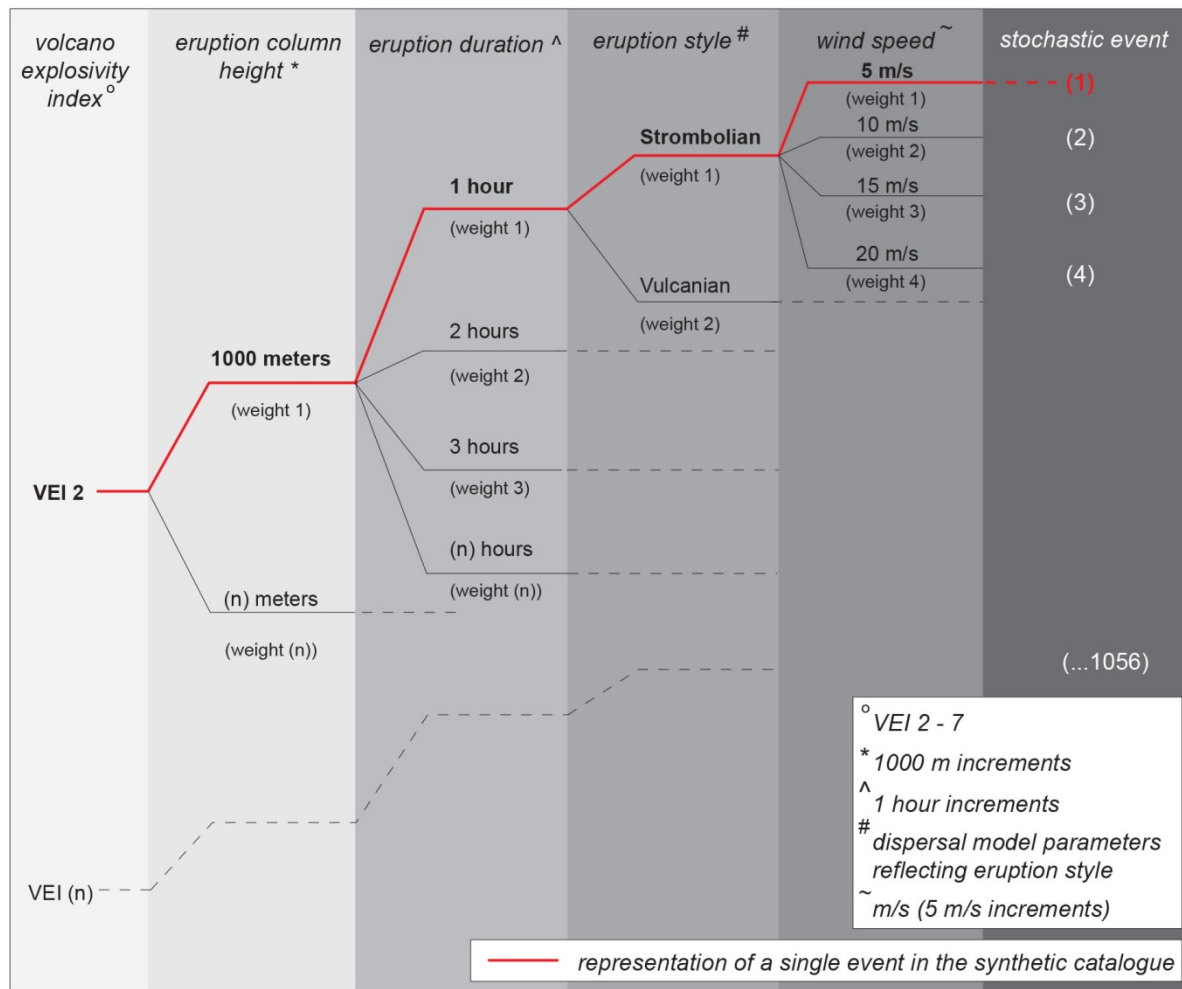 volcano
explosivity
index°
eruption column
height *
eruption duration ^
eruption style #
wind speed ~
stochastic event
5 m/s
(weight 1)
(1)
10 m/s
(weight 2)
(2)
15 m/s
(weight 3)
(3)
20 m/s
(weight 4)
(4)
Strombolian
(weight 1)
Vulcanian
(weight 2)
1 hour
(weight 1)
2 hours
(weight 2)
3 hours
(weight 3)
(n) hours
(weight (n))
1000 meters
(weight 1)
(n) meters
(weight (n))
VEI 2
VEI (n)
(...1056)
° VEI 2 - 7
* 1000 m increments
^ 1 hour increments
# dispersal model parameters
reflecting eruption style
~ m/s (5 m/s increments)
representation of a single event in the synthetic catalogue